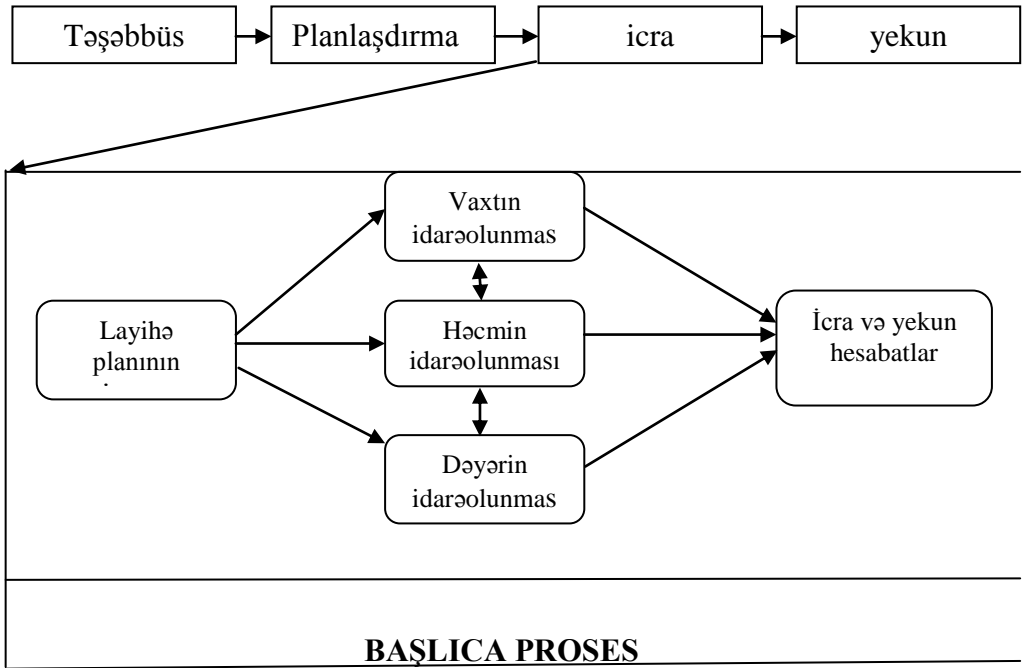 Təşəbbüs
Planlaşdırma
icra
yekun
Vaxtın
idarəolunmas
Layihə
planının
Həcmin
idarəolunması
İcra və yekun
hesabatlar
Dəyərin
idarəolunmas
BAŞLICA PROSES